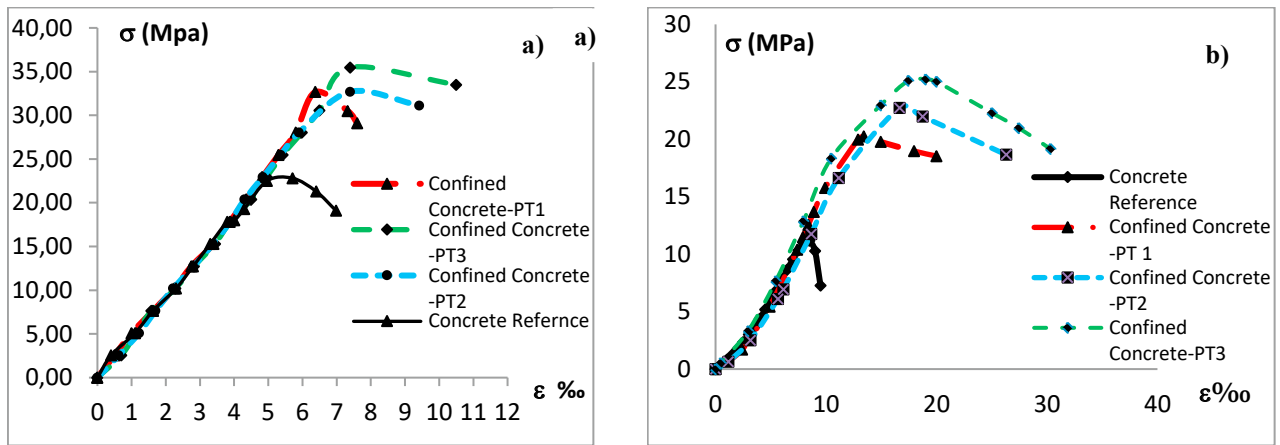 40,00
35,00
30,00
25,00
20,00
15,00
10,00
5,00
0,00
σ (Mpa)
a)
a)
Confined
Concrete-PT1
Confined Concrete
-PT3
Confined Concrete
-PT2
Concrete Refernce
0 1 2 3 4 5 6 7 8 9 10 11 12
ε ‰
30
25
20
15
10
5
0
σ (MPa)
b)
Concrete
Reference
Confined Concrete
-PT 1
Confined Concrete
-PT2
Confined
Concrete-PT3
0 10 20 30 40
ε‰